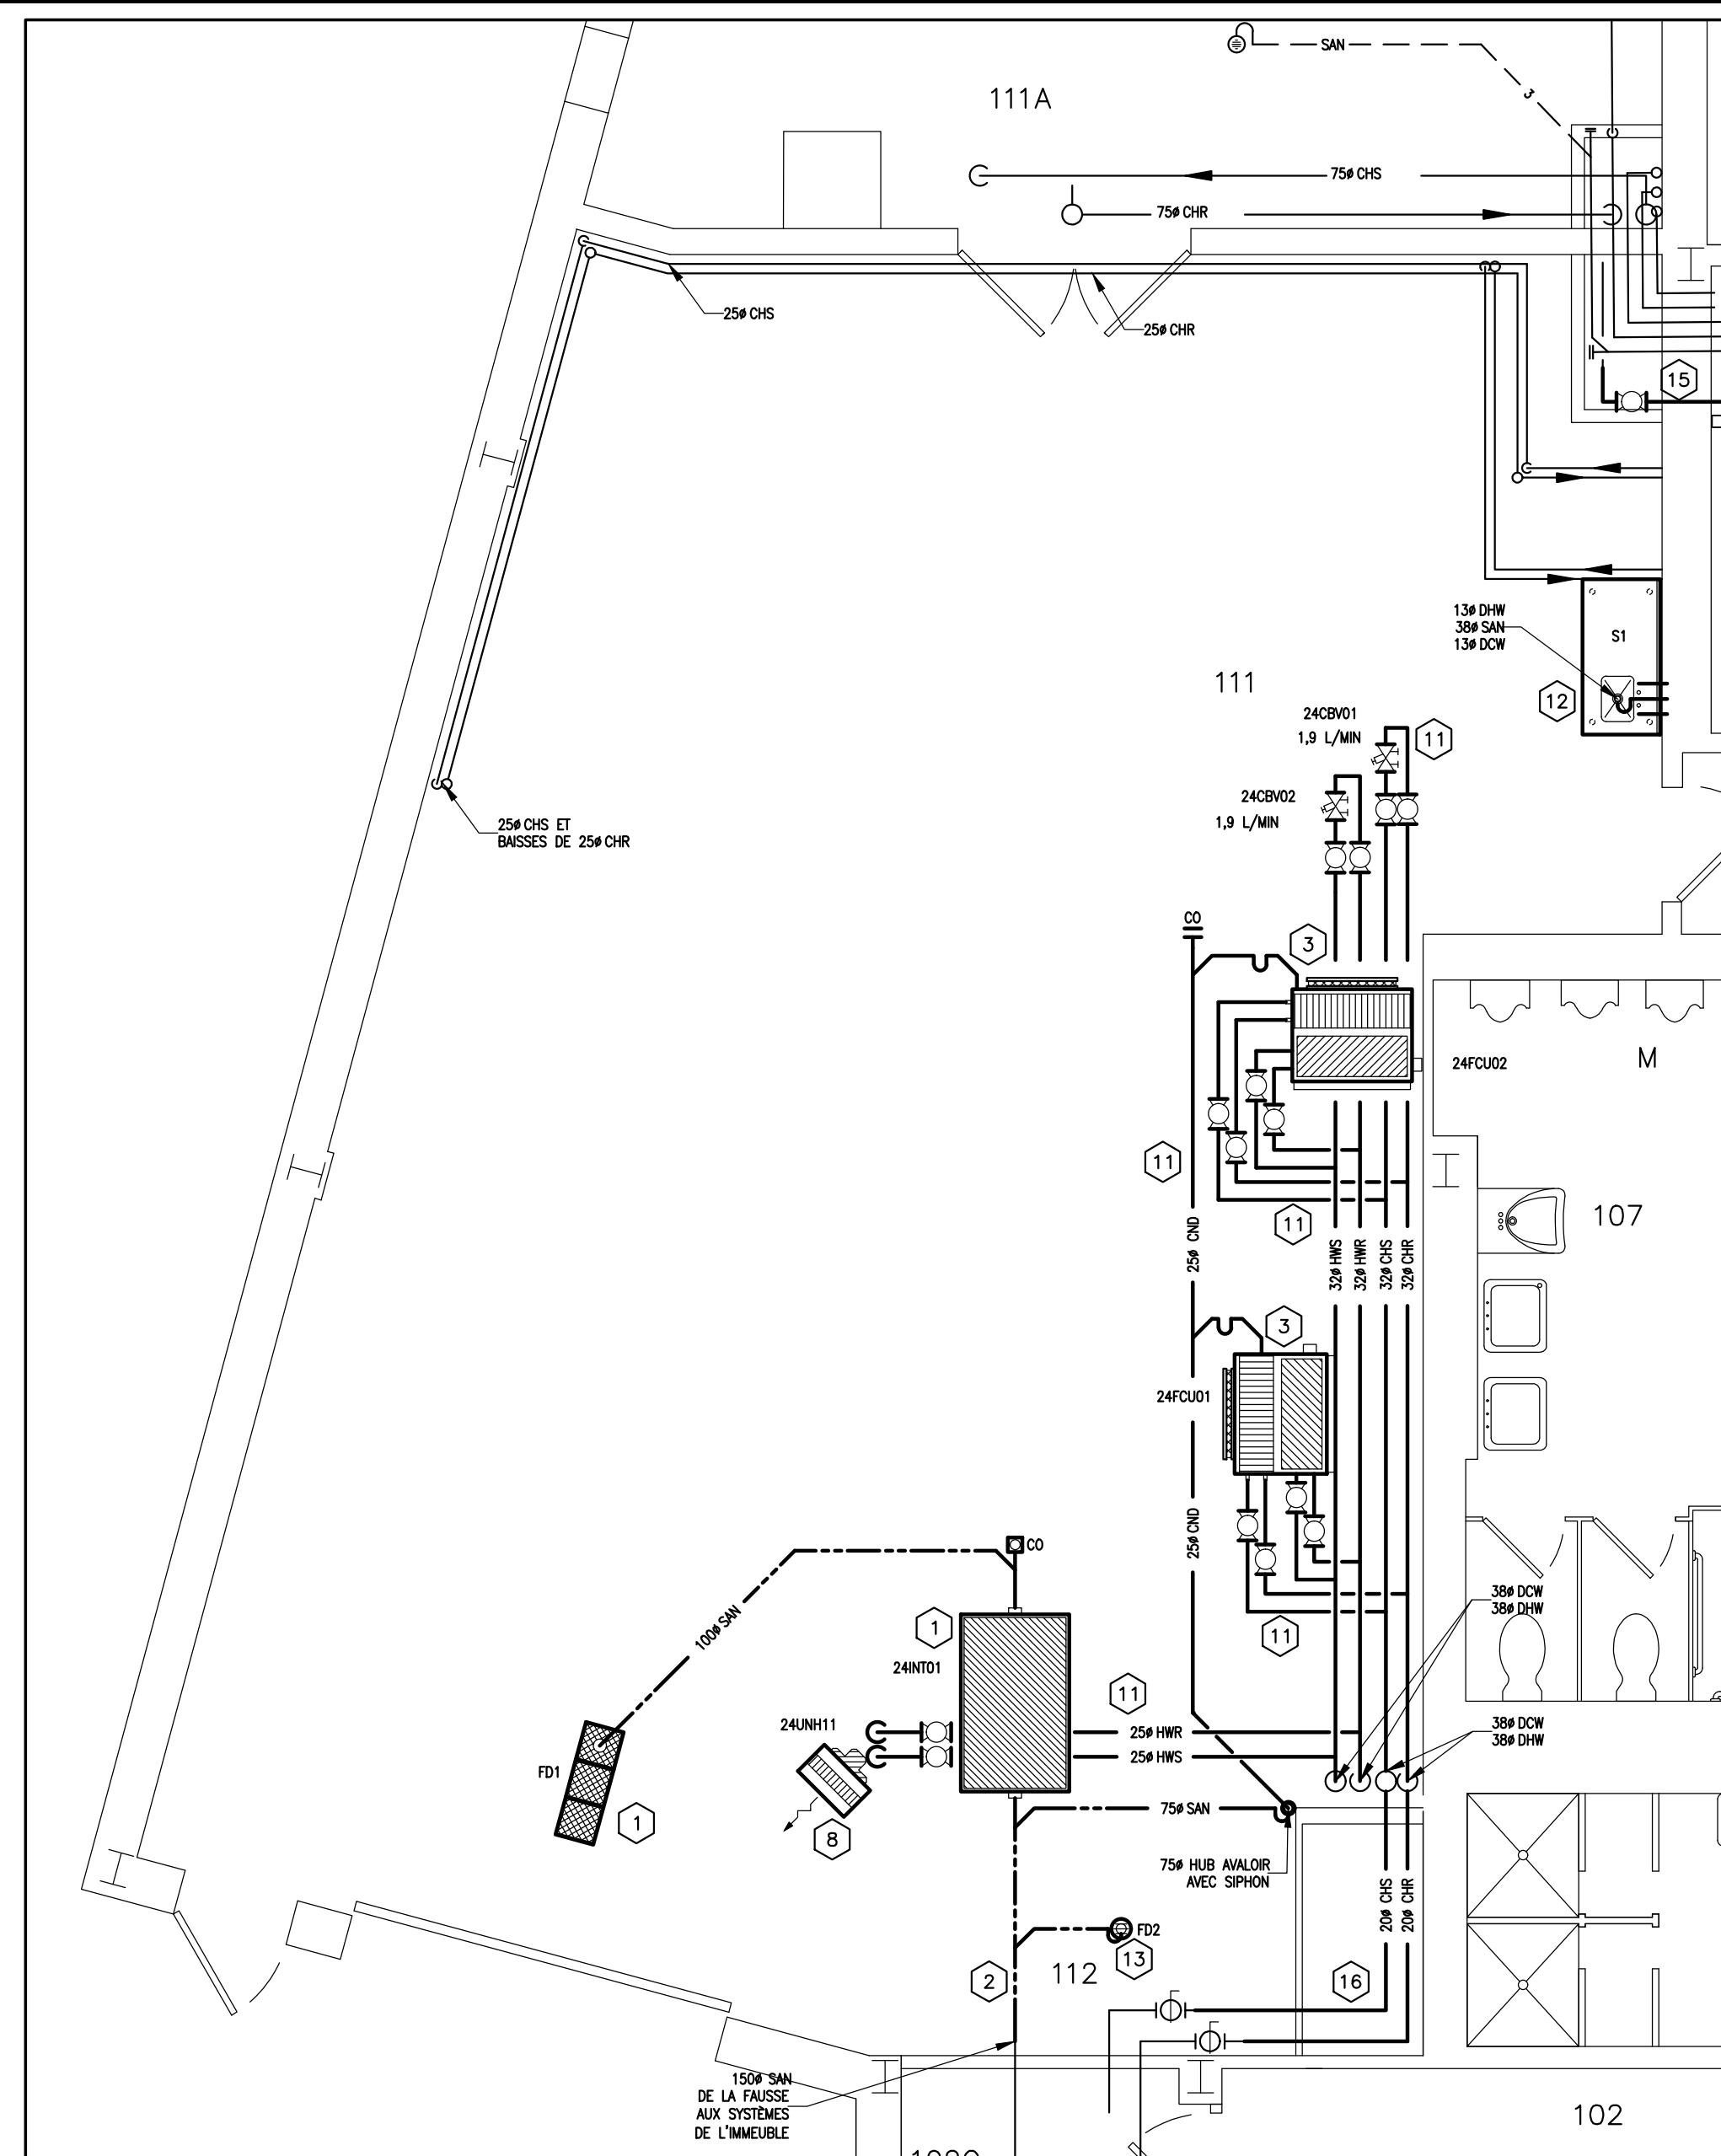 SAN
3
111A
75ø CHS
75ø CHR
25ø CHS
25ø CHR
15
13ø DHW
38ø SAN
13ø DCW
S1
12
111
24CBV01
1,9 L/MIN
11
24CBV02
1,9 L/MIN
25ø CHS ET
BAISSES DE 25ø CHR
CO
3
24FCU02
M
11
11
107
25ø CND
32ø HWS
32ø HWR
32ø CHS
32ø CHR
3
24FCU01
25ø CND
CO
38ø DCW
38ø DHW
100ø SAN
1
11
24INT01
11
24UNH11
25ø HWR
25ø HWS
38ø DCW
38ø DHW
FD1
1
8
75ø SAN
75ø HUB AVALOIR
AVEC SIPHON
20ø CHS
20ø CHR
FD2
13
112
2
16
150ø SAN
DE LA FAUSSE
AUX SYSTÈMES
DE L'IMMEUBLE
102